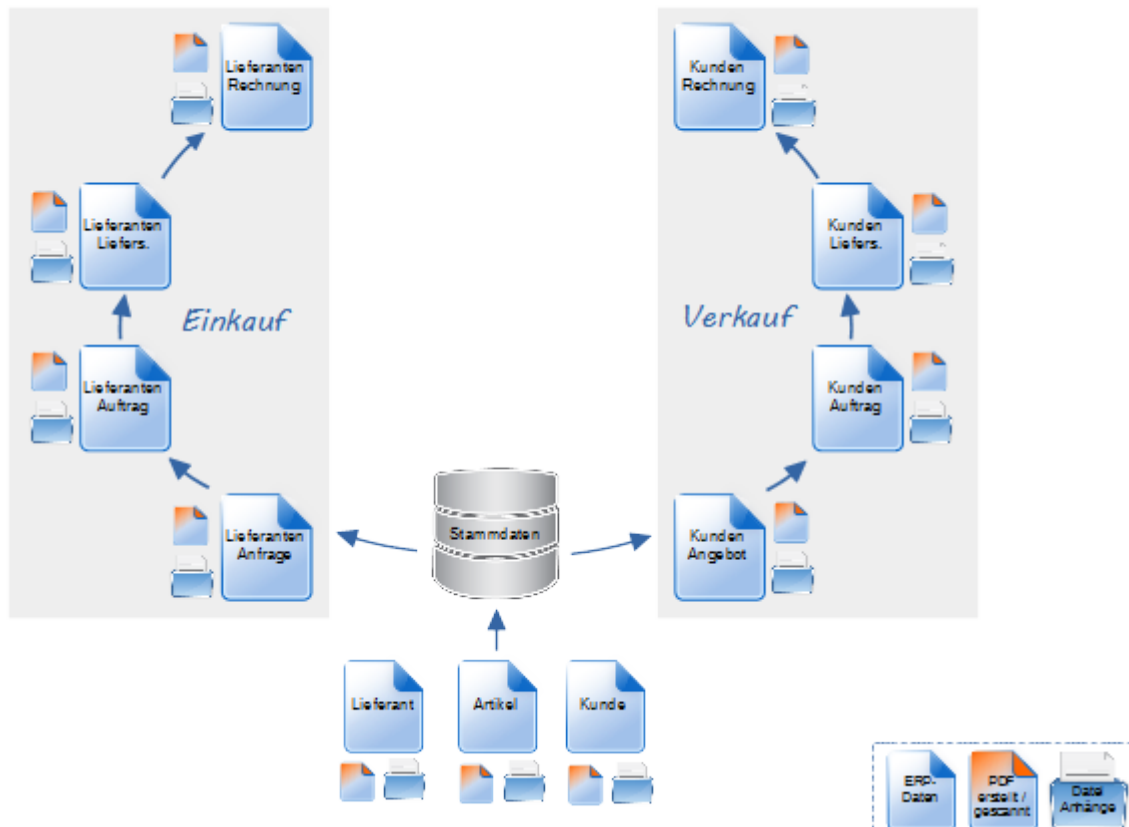 Lieferanten
Rechnung
Kunden
Rechnung
Lieferanten
Liefers.
Kunden
Liefers.
Einkauf
Verkauf
Lieferanten
Auftrag
Kunden
Auftrag
Lieferanten
Anfrage
Stammdaten
Kunden
Angebot
Lieferant
Artikel
Kunde
ERP-
Daten
PDF
erstellt /
gescannt
Datei
Anhänge